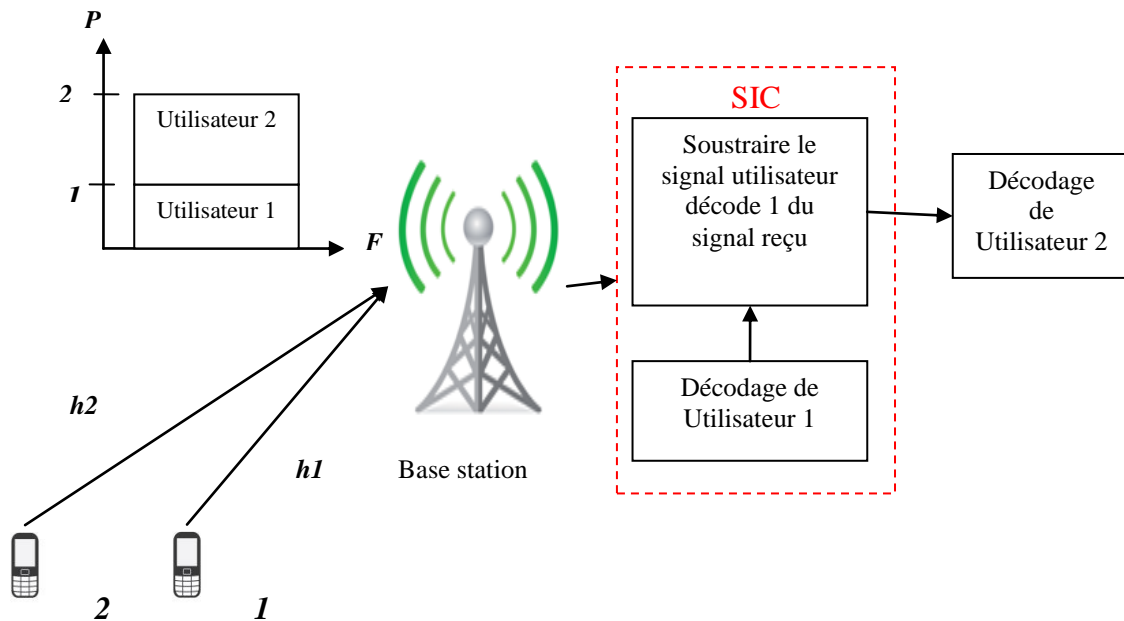 P
2
Utilisateur 2
1
Utilisateur 1
F
SIC
Soustraire le
signal utilisateur
décode 1 du
signal reçu
Décodage
de
Utilisateur 2
Décodage de
Utilisateur 1
h2
h1
Base station
2
1